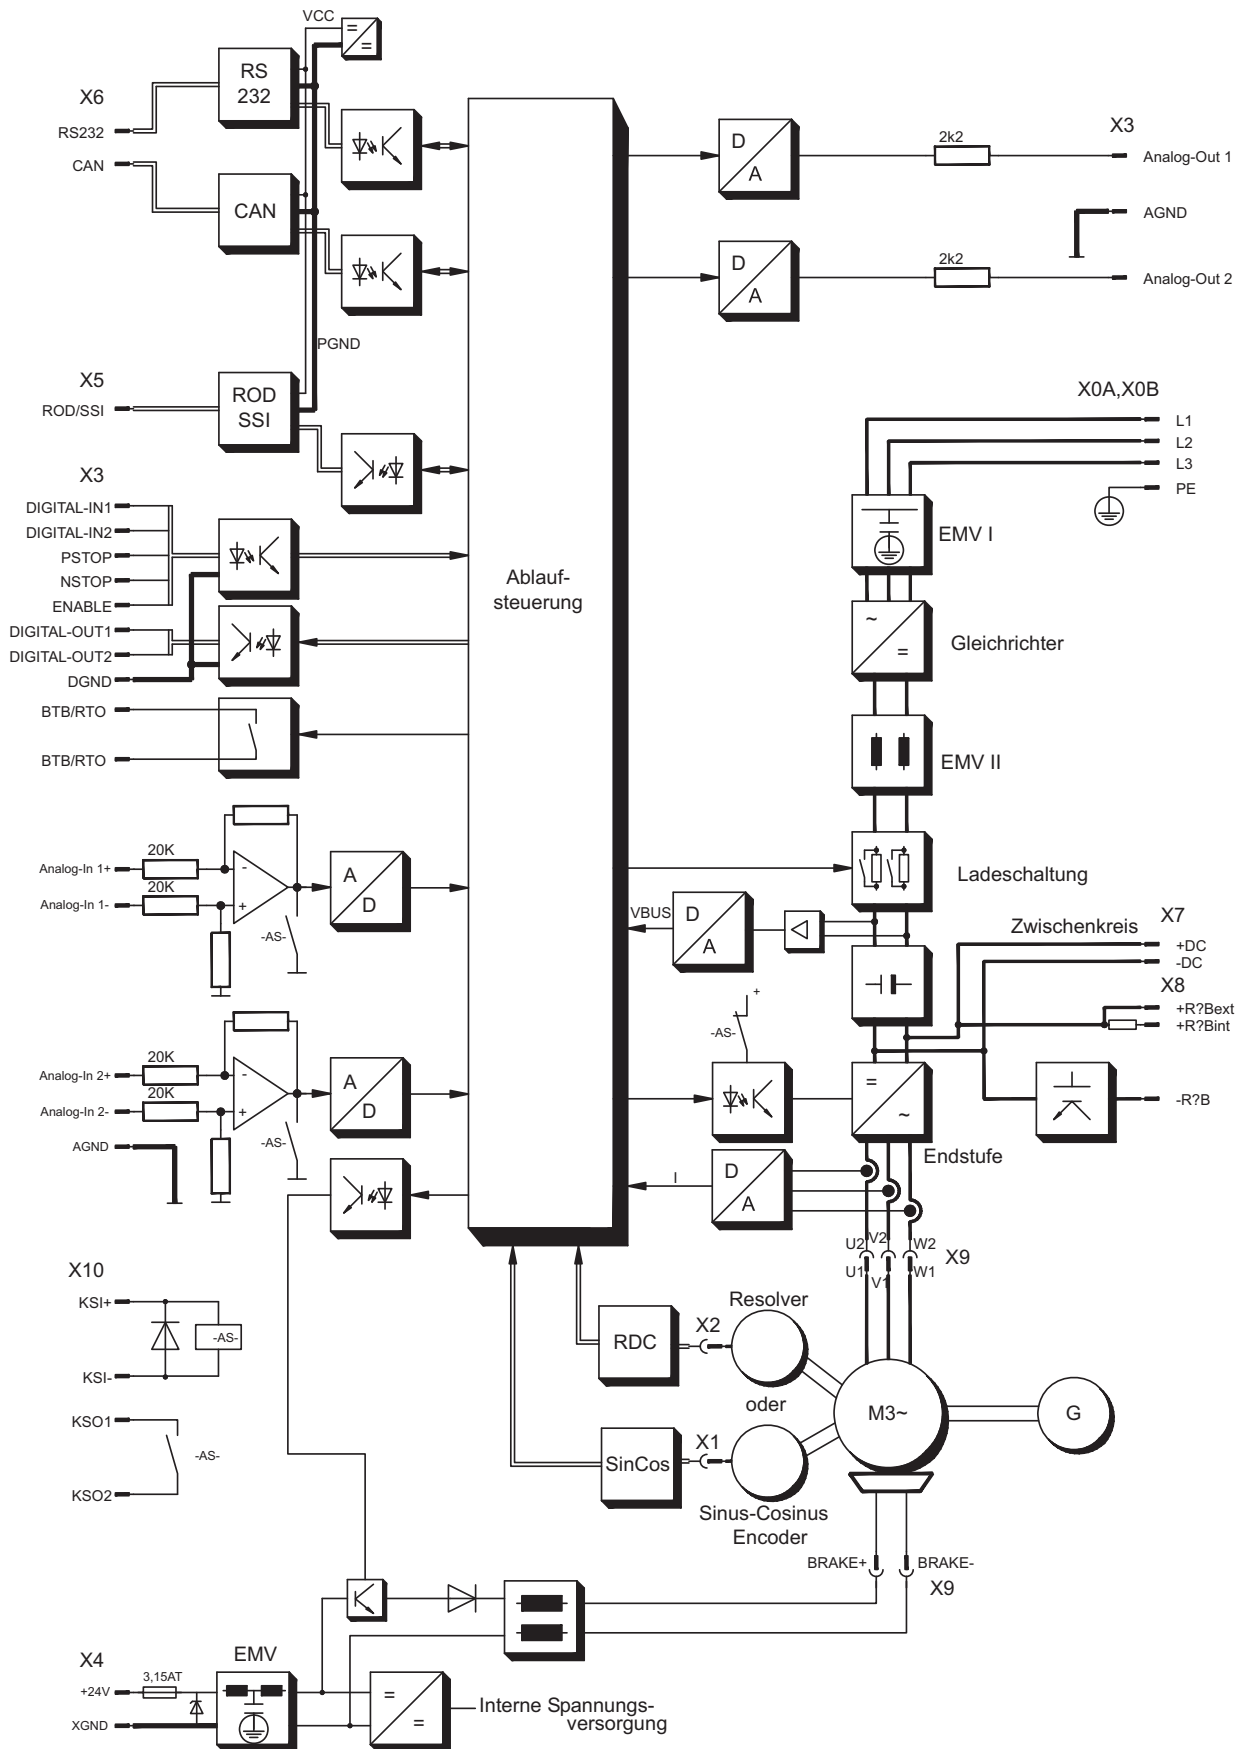 VCC
X6
RS
232
RS232
CAN
CAN
PGND
X5
ROD/SSI
ROD
SSI
X3
DIGITAL-IN1
DIGITAL-IN2
PSTOP
NSTOP
ENABLE
DIGITAL-OUT1
DIGITAL-OUT2
DGND
BTB/RTO
BTB/RTO
Analog-In 1+
20K
Analog-In 1-
20K
-
+
-AS-
A
D
Analog-In 2+
20K
Analog-In 2-
20K
-
+
-AS-
A
D
AGND
X10
KSI+
-AS-
KSI-
KSO1
-AS-
KSO2
X4
3,15AT
+24V
XGND
EMV
=
=
Interne Spannungs-
versorgung
Ablauf-
steuerung
D
A
2k2
X3
Analog-Out 1
AGND
D
A
2k2
Analog-Out 2
X0A,X0B
L1
L2
L3
PE
EMV I
~
=
Gleichrichter
EMV II
Ladeschaltung
VBUS
D
A
Zwischenkreis
X7
+DC
-DC
X8
+R?Bext
+R?Bint
-R?B
+
-AS-
=
~
Endstufe
I
D
A
U2
V2
W2
X9
U1
V1
W1
Resolver
X2
RDC
oder
M3~
G
X1
SinCos
Sinus-Cosinus
Encoder
BRAKE+
BRAKE-
X9
=
=